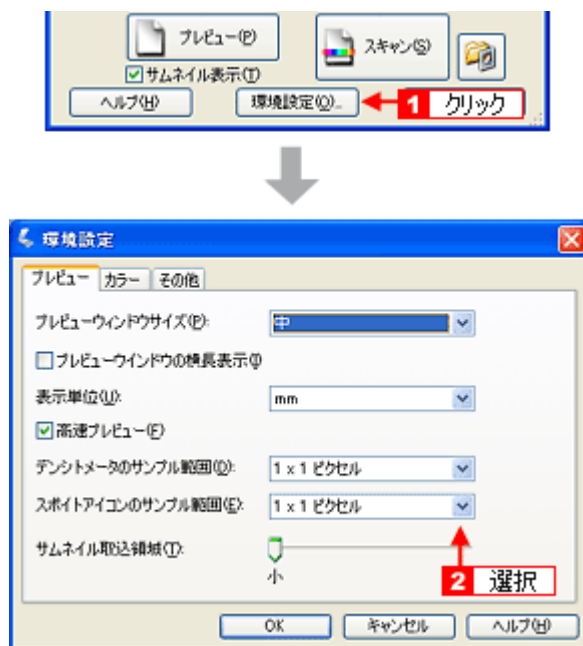 プレビュー(P)
スキャン(S)
サムネイル表示(T)
ヘルプ(H)
環境設定(O)...
1 クリック
環境設定
プレビュー カラー その他
プレビューウィンドウサイズ(P): 中
プレビューウインドウの横長表示(I)
表示単位(U): mm
高速プレビュー(F)
デンシトメータのサンプル範囲(D): 1 x 1 ピクセル
スポイトアイコンのサンプル範囲(E): 1 x 1 ピクセル
サムネイル取込領域(T):
小
2 選択
OK キャンセル ヘルプ(H)